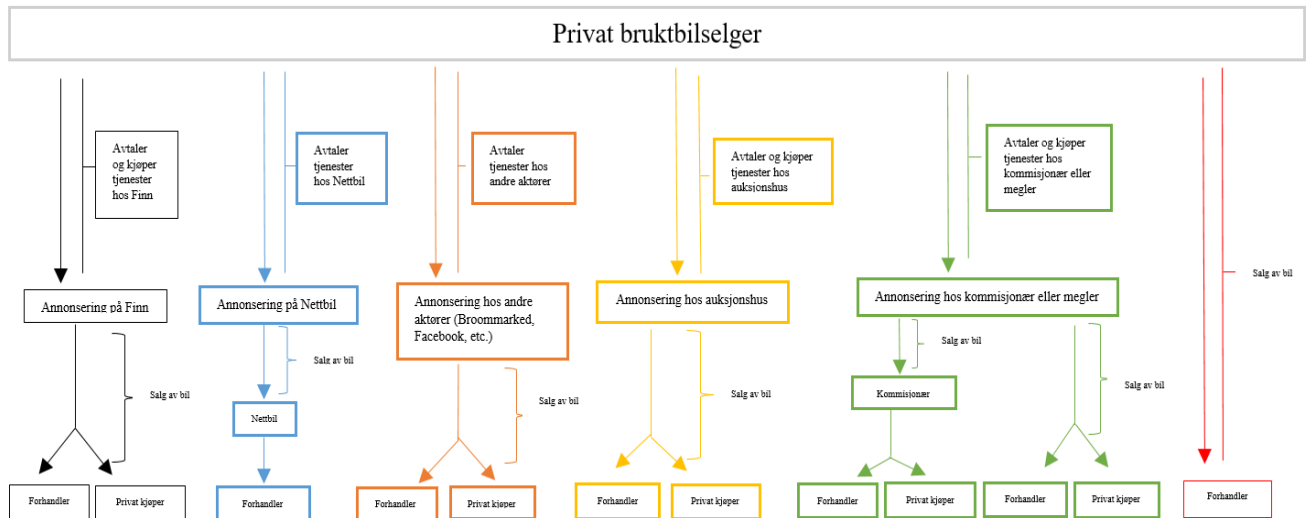 Privat bruktbilselger
Avtaler
og kjøper
tjenester
hos Finn
Avtaler
tjenester
hos Nettbil
Avtaler
tjenester hos
andre aktører
Avtaler og kjøper
tjenester hos
auksjonshus
Avtaler og kjøper
tjenester hos
kommisjonær eller
megler
Salg av bil
Annonsering på Finn
Annonsering på Nettbil
Annonsering hos andre
aktører (Broommarked,
Facebook, etc.)
Annonsering hos auksjonshus
Annonsering hos kommisjonær eller megler
Salg av bil
Salg av bil
Salg av bil
Salg av bil
Salg av bil
Salg av bil
Nettbil
Kommisjonær
Forhandler
Privat kjøper
Forhandler
Forhandler
Privat kjøper
Forhandler
Privat kjøper
Forhandler
Privat kjøper
Forhandler
Privat kjøper
Forhandler